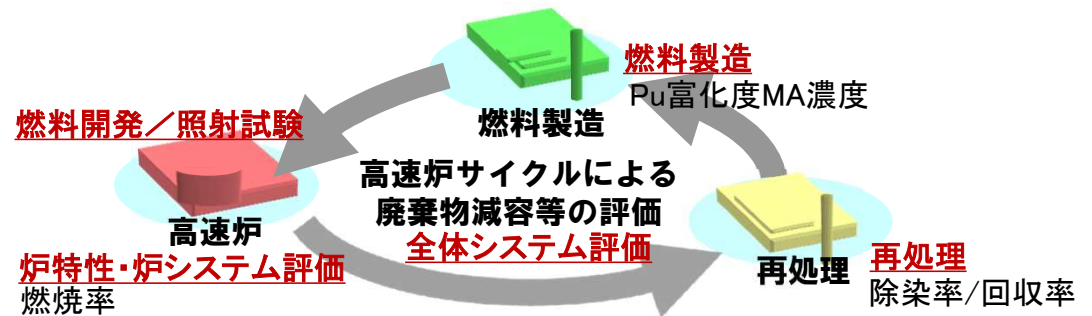 燃料製造
Pu富化度MA濃度
燃料製造
燃料開発／照射試験
高速炉サイクルによる
廃棄物減容等の評価
全体システム評価
高速炉
炉特性・炉システム評価
燃焼率
再処理
再処理
除染率/回収率